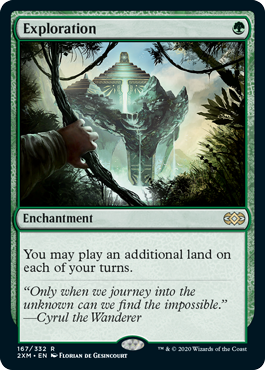 Exploration
Enchantment
You may play an additional land on
each of your turns.
“Only when we journey into the
unknown can we find the impossible.”
—Cyrul the Wanderer
167/332 R
2XM • EN Florian de Gesincourt
™ & © 2020 Wizards of the Coast